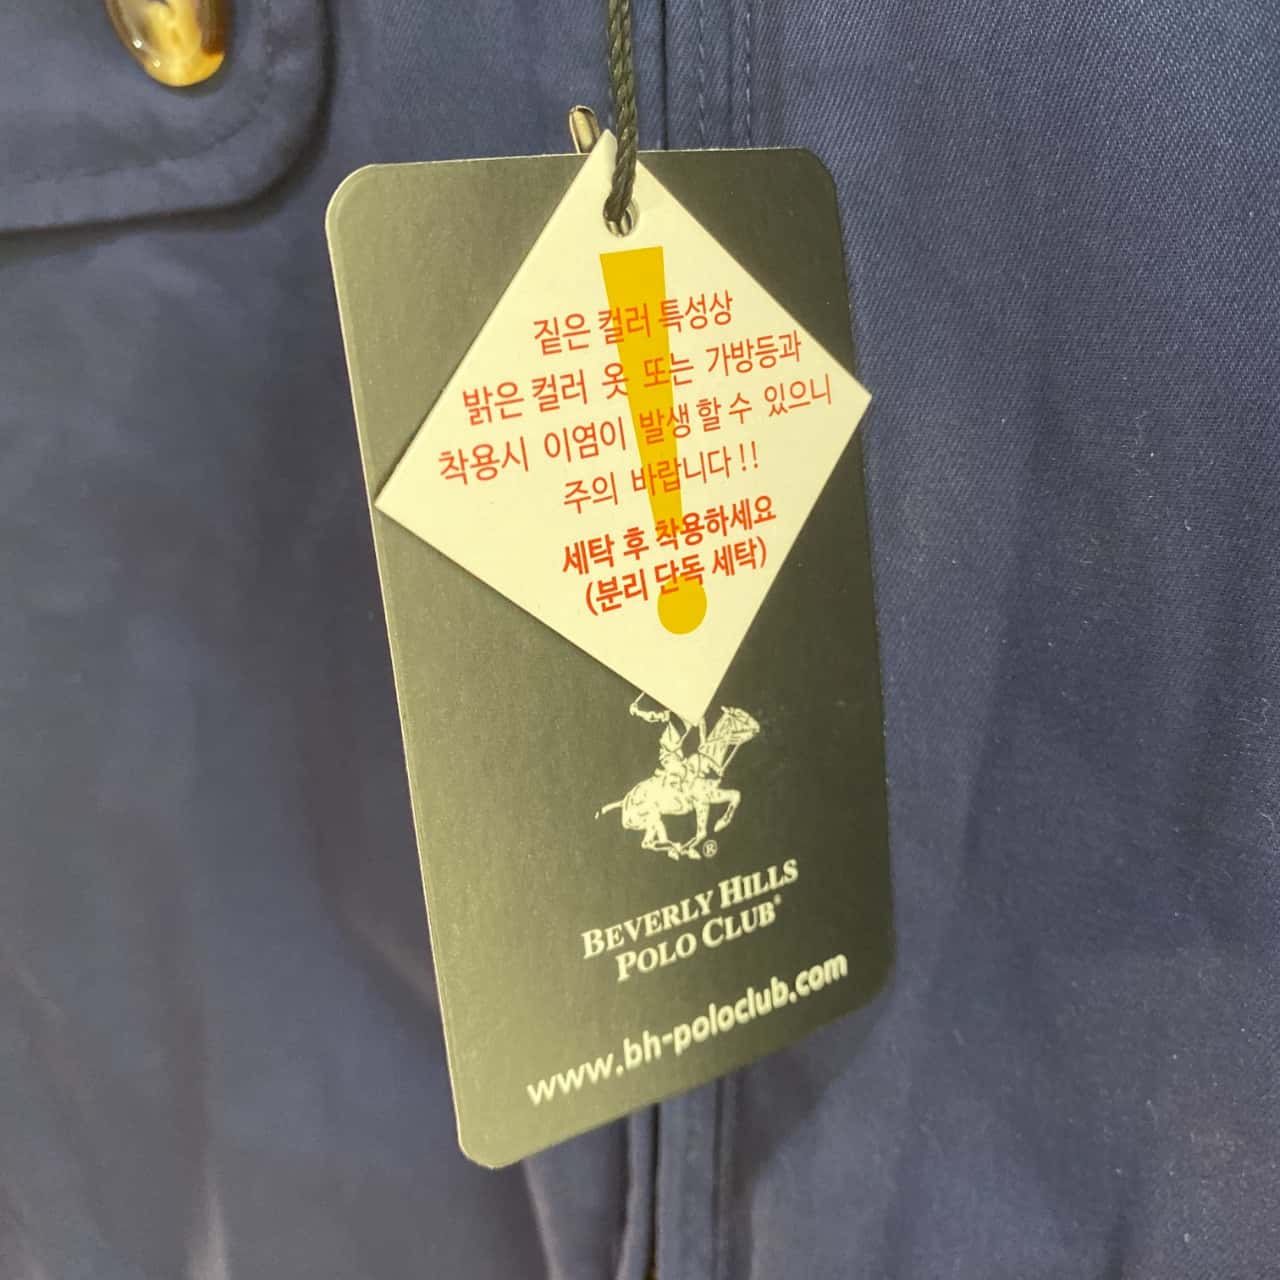 짙은 컬러 특성상
밝은 컬러 옷 또는 가방등과
착용시 이염이 발생할 수 있으니
주의 바랍니다!!
세탁 후 착용하세요
(분리 단독 세탁)
®
BEVERLY HILLS
POLO CLUB®
www.bh-poloclub.com